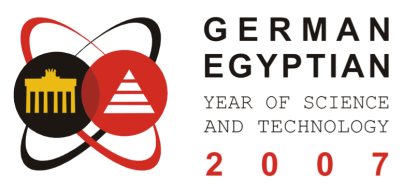 GERMAN
EGYPTIAN
YEAR OF SCIENCE
AND TECHNOLOGY
2007